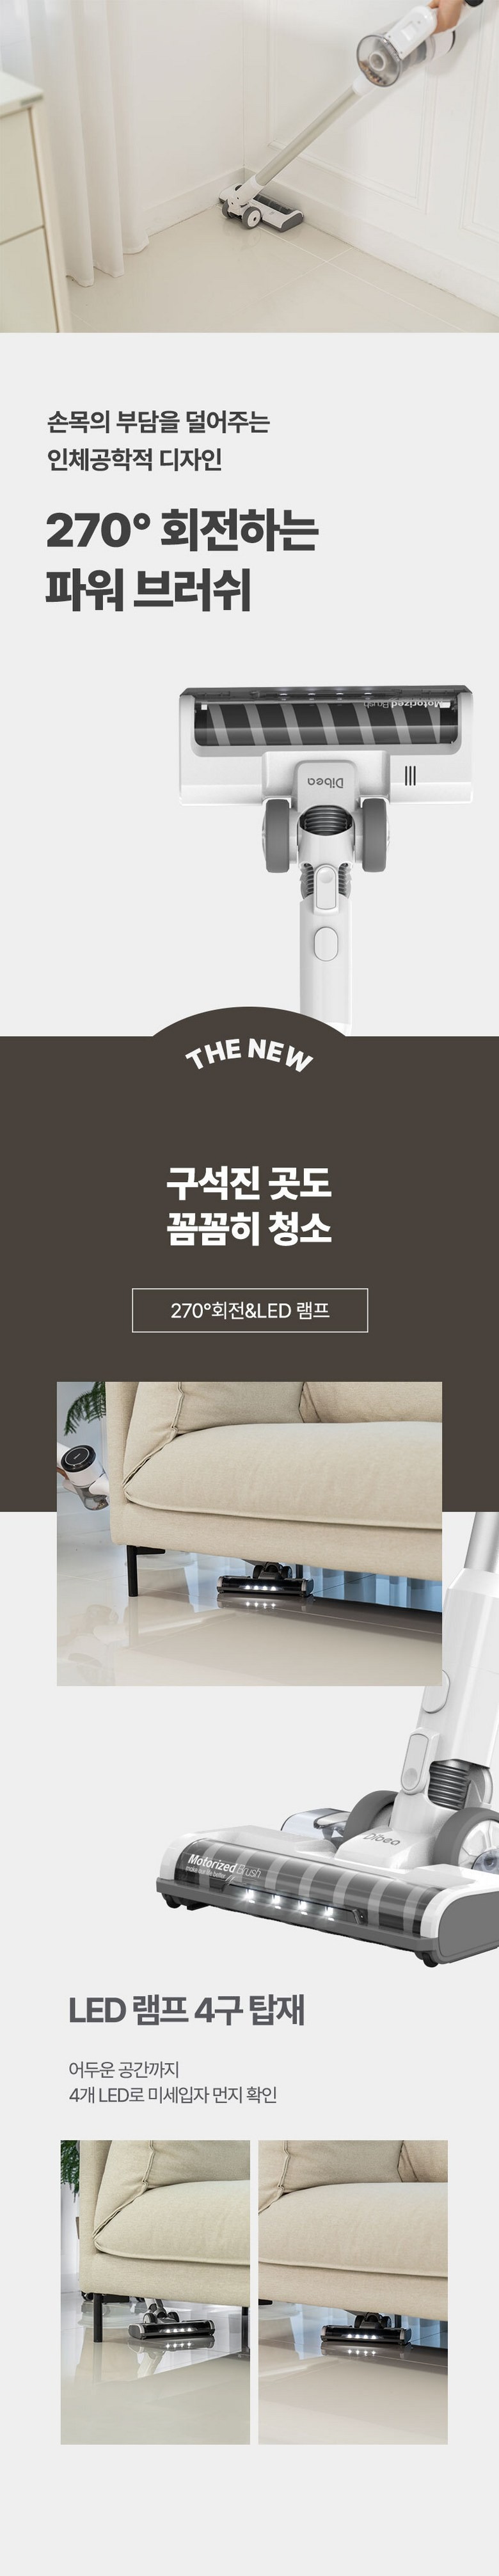 손목의 부담을 덜어주는
인체공학적 디자인
270° 회전하는
파워 브러쉬
Motorized Brush
Dibea
THE NEW
구석진 곳도
꼼꼼히 청소
270°회전&LED 램프
Dibea
Motorized Brush
LED 램프 4구 탑재
어두운 공간까지
4개 LED로 미세입자 먼지 확인